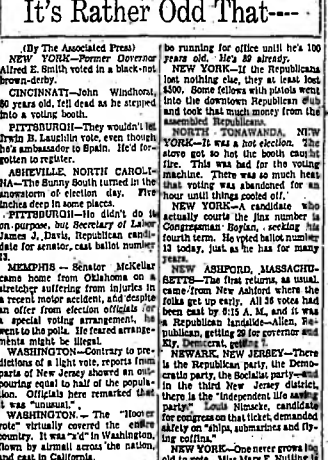 It's Rather Odd That----
(By The Associated Press)
NEW YORK—Former Governor
Alfred E. Smith voted in a black-not
brown-derby.
CINCINNATI—John Windhorst,
80 years old, fell dead as he stepped
into a voting booth.
PITTSBURGH—They wouldn't let
Irwin B. Laughlin vote, even though
he's ambassador to Spain. He'd for-
gotten to register.
ASHEVILLE, NORTH CAROLI-
NA—The Sunny South turned in the
snowstorm of election day. Five
inches deep in some places.
PITTSBURGH—He didn't do it
on purpose, but Secretary of Labor
James J. Davis, Republican candi-
date for senator, cast ballot number
13.
MEMPHIS — Senator McKellar
came home from Oklahoma on a
stretcher suffering from injuries in
a recent motor accident, and despite
an offer from election officials for
a special voting arrangement, he
went to the polls. He feared arrange-
ments might be illegal.
WASHINGTON—Contrary to pre-
dictions of a light vote, reports from
parts of New Jersey showed an out-
pouring equal to half of the popula-
tion. Officials here remarked that
it was "unusual."
WASHINGTON. — The "Hoover
vote" virtually covered the entire
country. It was "x'd" in Washington,
flown by airmail across the nation,
and cast in California.
be running for office until he's 100
years old. He's 89 already.
NEW YORK—If the Republicans
lost nothing else, they at least lost
$500. Some fellows with pistols went
into the downtown Republican club
and took that much money from the
assembled Republicans.
NORTH TONAWANDA, NEW
YORK—It was a hot election. The
stove got so hot the booth caught
fire. This was bad for the voting
machine. There was so much heat
that voting was abandoned for an
hour until things cooled off.
NEW YORK—A candidate who
actually courts the jinx number is
Congressman Boylan, seeking his
fourth term. He voted ballot number
13 today, just as he has for many
years.
NEW ASHFORD, MASSACHU-
SETTS—The first returns, as usual,
came from New Ashford where the
folks get up early. All 36 votes had
been cast by 6:15 A. M., and it was
a Republican landslide—Allen, Re-
publican, getting 29 for governor and
Ely, Democrat, getting 7.
NEWARK, NEW JERSEY—There
is the Republican party, the Demo-
cratic party, the Socialist party—and
in the third New Jersey district,
there is the "independent life saving
party." Louis Nimsck, candidate
for congress on that ticket, demanded
safety on "ships, submarines and fly-
ing coffins."
NEW YORK—One never grows too
old to vote. Miss Mary E.